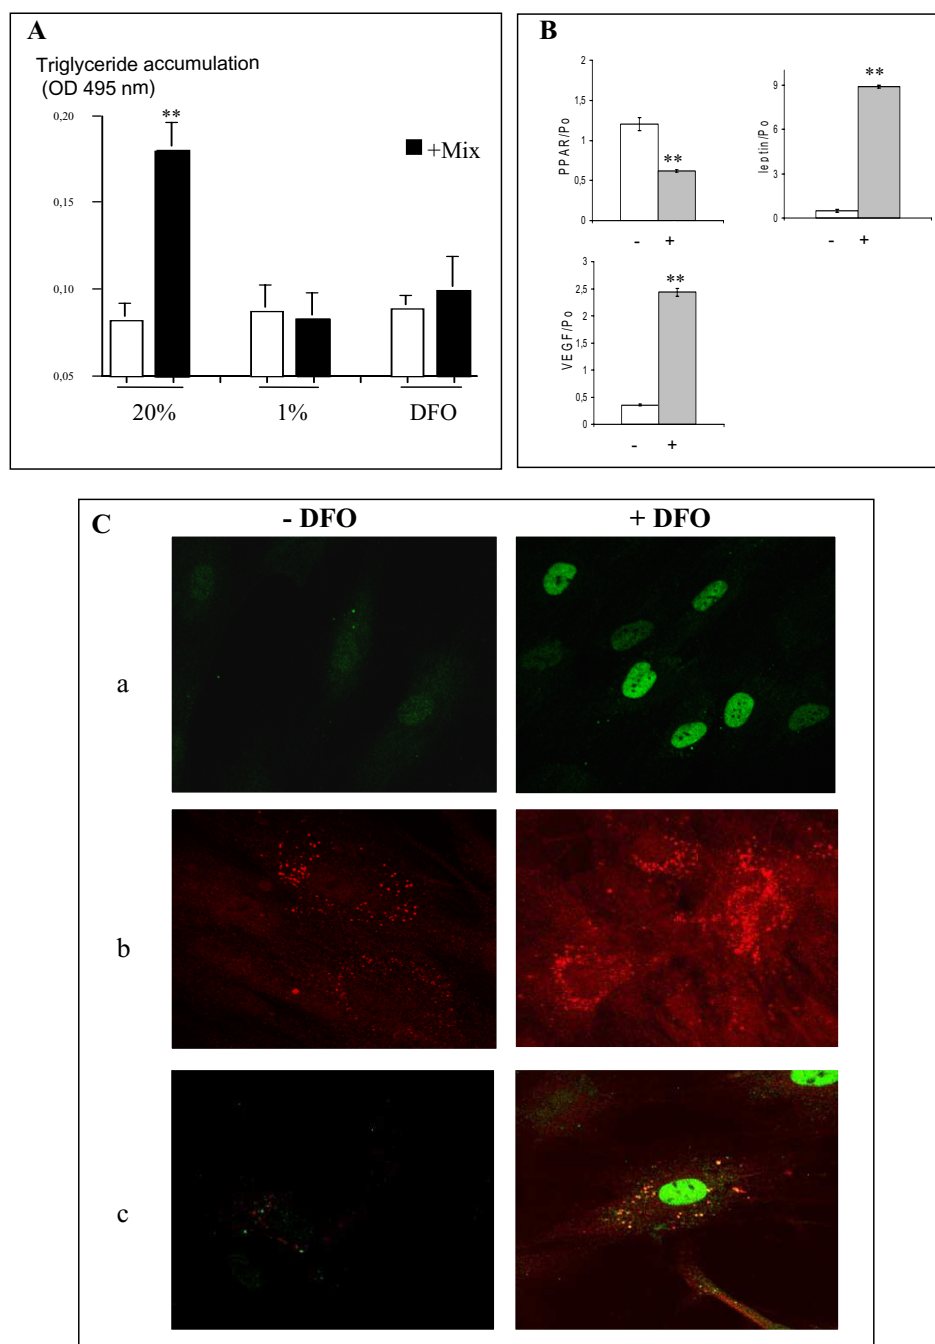 A
Triglyceride accumulation
(OD 495 nm)
0,20
**
+Mix
0,15
0,10
0,05
20%
1%
DFO
B
2
1,5
1
0,5
0
PPAR/Po
**
-
+
9
6
3
0
leptin/Po
**
-
+
3
2,5
2
1,5
1
0,5
0
VEGF/Po
**
-
+
C
- DFO
+ DFO
a
b
c